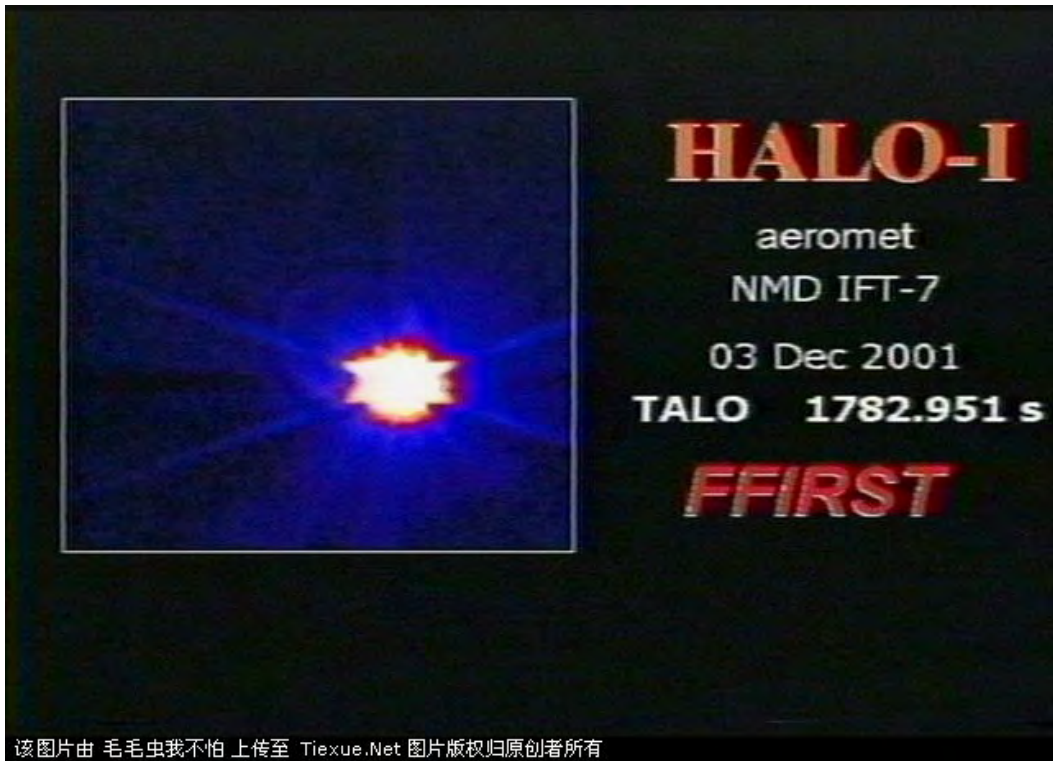 HALO-I
aeromet
NMD IFT-7
03 Dec 2001
TALO 1782.951 s
FFIRST
该图片由 毛毛虫我不怕 上传至 Tiexue.Net 图片版权归原创者所有